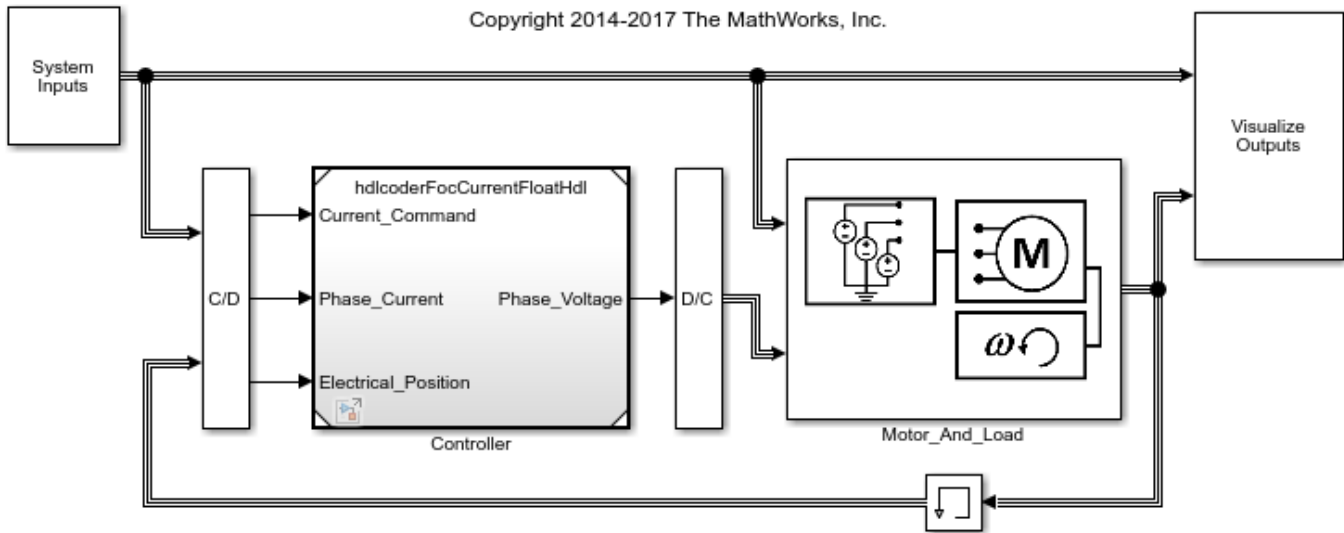 Copyright 2014-2017 The MathWorks, Inc.
System
Inputs
Visualize
Outputs
hdlcoderFocCurrentFloatHdl
Current_Command
C/D
Phase_Current
Phase_Voltage
D/C
Electrical_Position
Controller
M
ω
Motor_And_Load